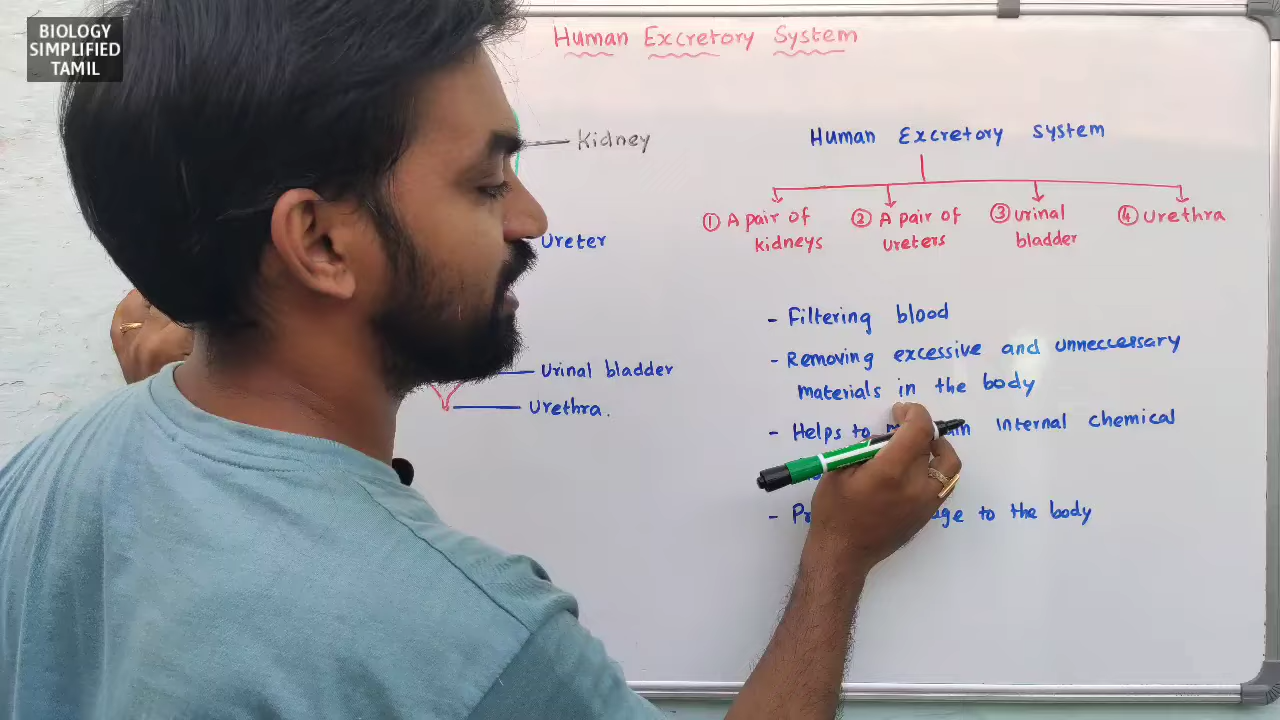 BIOLOGY
SIMPLIFIED
TAMIL
Human Excretory System
Kidney
Ureter
Urinal bladder
Urethra.
Human Excretory System
① A pair of
kidneys
② A pair of
ureters
③ urinal
bladder
④ Urethra
- Filtering blood
- Removing excessive and unneccessary
materials in the body
- Helps to internal chemical
- to the body